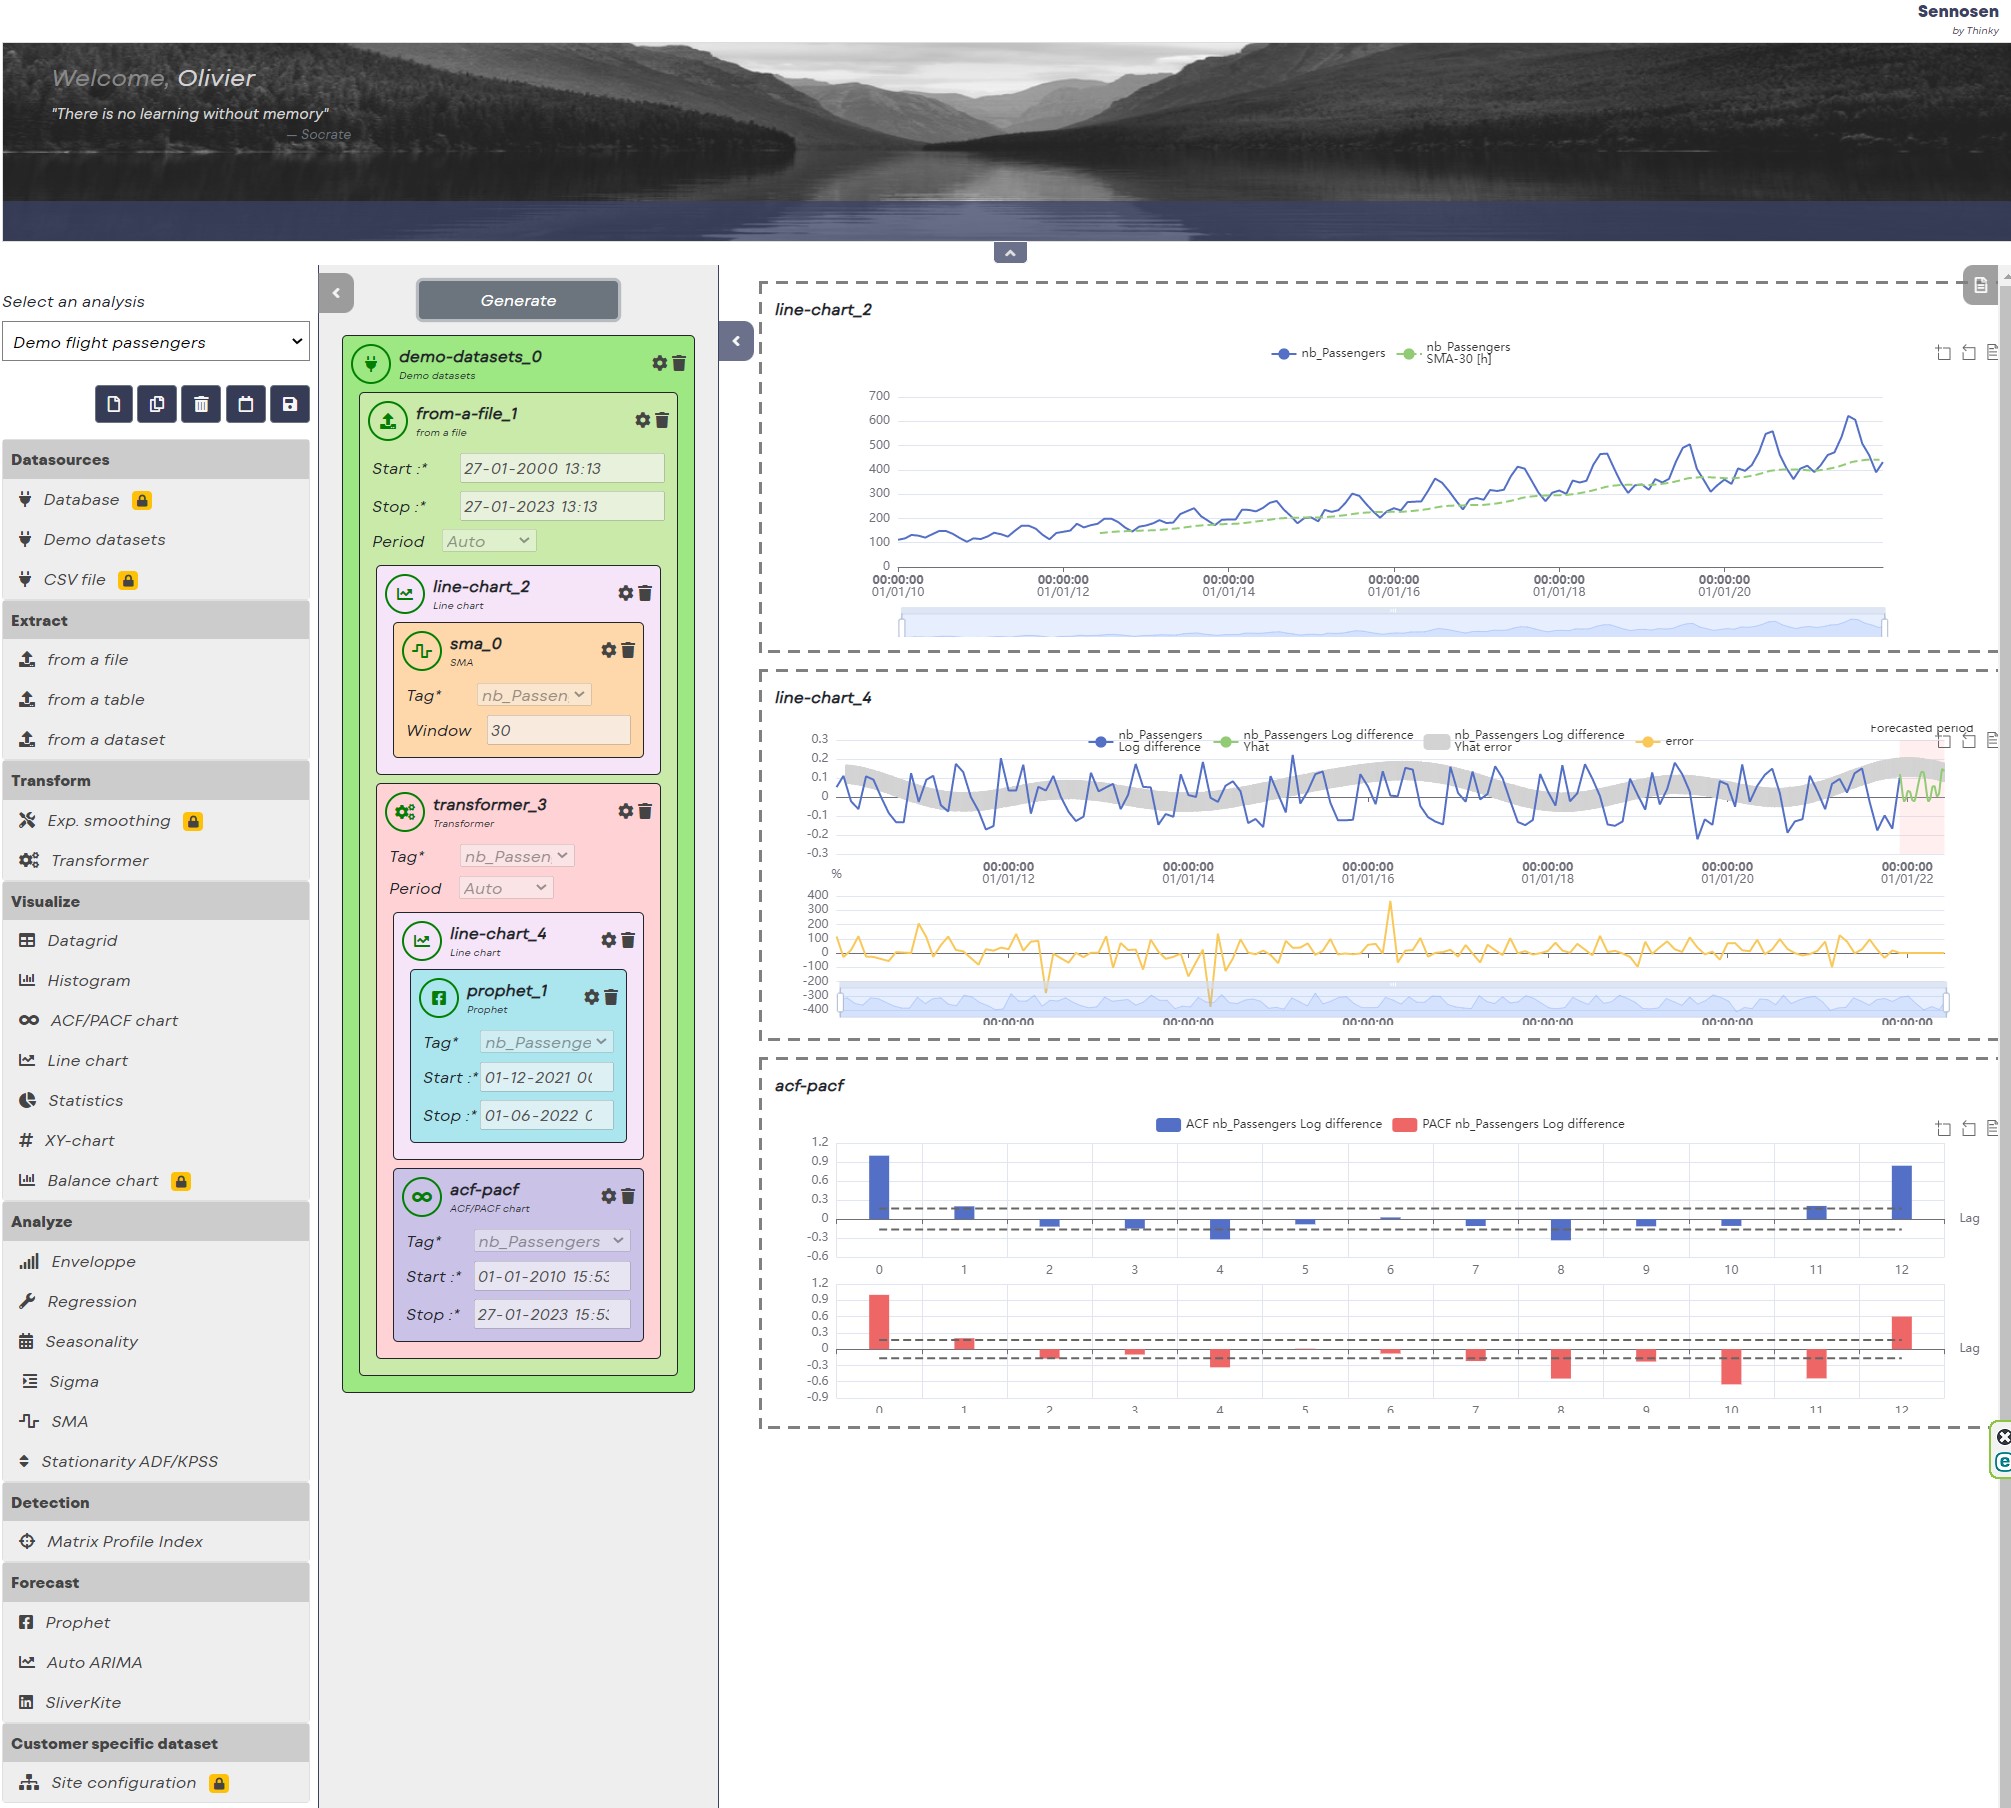 Sennosen
by Thinky
Welcome, Olivier
"There is no learning without memory"
— Socrate
Select an analysis
Demo flight passengers
Datasources
Database
Demo datasets
CSV file
Extract
from a file
from a table
from a dataset
Transform
Exp. smoothing
Transformer
Visualize
Datagrid
Histogram
ACF/PACF chart
Line chart
Statistics
XY-chart
Balance chart
Analyze
Enveloppe
Regression
Seasonality
Sigma
SMA
Stationarity ADF/KPSS
Detection
Matrix Profile Index
Forecast
Prophet
Auto ARIMA
SliverKite
Customer specific dataset
Site configuration
Generate
demo-datasets_0
Demo datasets
from-a-file_1
from a file
Start :* 27-01-2000 13:13
Stop :* 27-01-2023 13:13
Period Auto
line-chart_2
Line chart
sma_0
SMA
Tag* nb_Passen
Window 30
transformer_3
Transformer
Tag* nb_Passen
Period Auto
line-chart_4
Line chart
prophet_1
Prophet
Tag* nb_Passenge
Start :* 01-12-2021 0
Stop :* 01-06-2022
acf-pacf
ACF/PACF chart
Tag* nb_Passengers
Start :* 01-01-2010 15:53
Stop :* 27-01-2023 15:5
line-chart_2
nb_Passengers nb_Passengers
SMA-30 [h]
700
600
500
400
300
200
100
0
00:00:00 00:00:00 00:00:00 00:00:00 00:00:00 00:00:00
01/01/10 01/01/12 01/01/14 01/01/16 01/01/18 01/01/20
line-chart_4
Forecasted period
nb_Passengers nb_Passengers Log difference nb_Passengers Log difference error
Log difference Yhat Yhat error
0.3
0.2
0.1
0
-0.1
-0.2
-0.3
00:00:00 00:00:00 00:00:00 00:00:00 00:00:00 00:00:00
01/01/12 01/01/14 01/01/16 01/01/18 01/01/20 01/01/22
%
400
300
200
100
0
-100
-200
-300
-400
00:00:00 00:00:00 00:00:00 00:00:00 00:00:00 00:00:00
acf-pacf
ACF nb_Passengers Log difference PACF nb_Passengers Log difference
1.2
0.9
0.6
0.3
0
-0.3
-0.6
Lag
0 1 2 3 4 5 6 7 8 9 10 11 12
1.2
0.9
0.6
0.3
0
-0.3
-0.6
-0.9
Lag
0 1 2 3 4 5 6 7 8 9 10 11 12